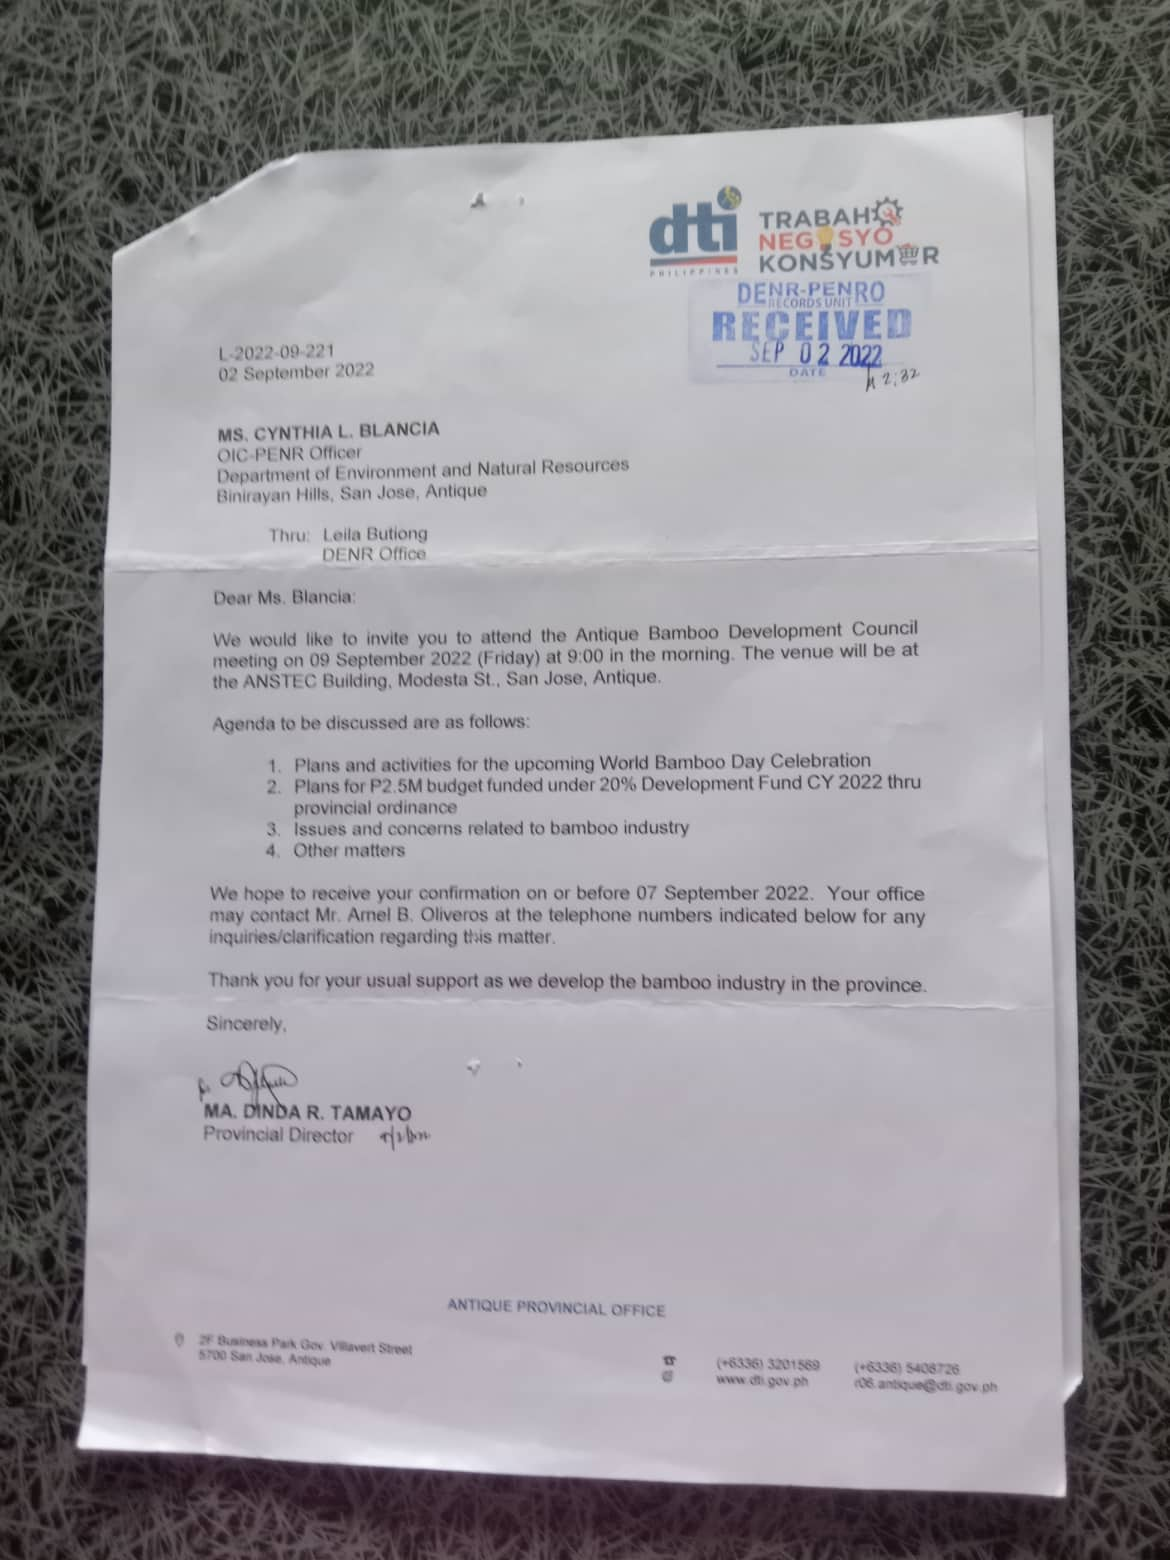 dti
PHILIPPINES
TRABAHO
NEGOSYO
KONSYUMER
DENR-PENRO
RECORDS UNIT
RECEIVED
SEP 02 2022
DATE
2:32
L-2022-09-221
02 September 2022
MS. CYNTHIA L. BLANCIA
OIC-PENR Officer
Department of Environment and Natural Resources
Binirayan Hills, San Jose, Antique
Thru: Leila Butiong
DENR Office
Dear Ms. Blancia:
We would like to invite you to attend the Antique Bamboo Development Council
meeting on 09 September 2022 (Friday) at 9:00 in the morning. The venue will be at
the ANSTEC Building, Modesta St., San Jose, Antique.
Agenda to be discussed are as follows:
1. Plans and activities for the upcoming World Bamboo Day Celebration
2. Plans for P2.5M budget funded under 20% Development Fund CY 2022 thru
provincial ordinance
3. Issues and concerns related to bamboo industry
4. Other matters
We hope to receive your confirmation on or before 07 September 2022. Your office
may contact Mr. Arnel B. Oliveros at the telephone numbers indicated below for any
inquiries/clarification regarding this matter.
Thank you for your usual support as we develop the bamboo industry in the province.
Sincerely,
MA. DINDA R. TAMAYO
Provincial Director
ANTIQUE PROVINCIAL OFFICE
2F Business Park Gov. Villavert Street
5700 San Jose, Antique
(+6336) 3201569 (+6336) 5408726
www.dti.gov.ph r06.antique@dti.gov.ph